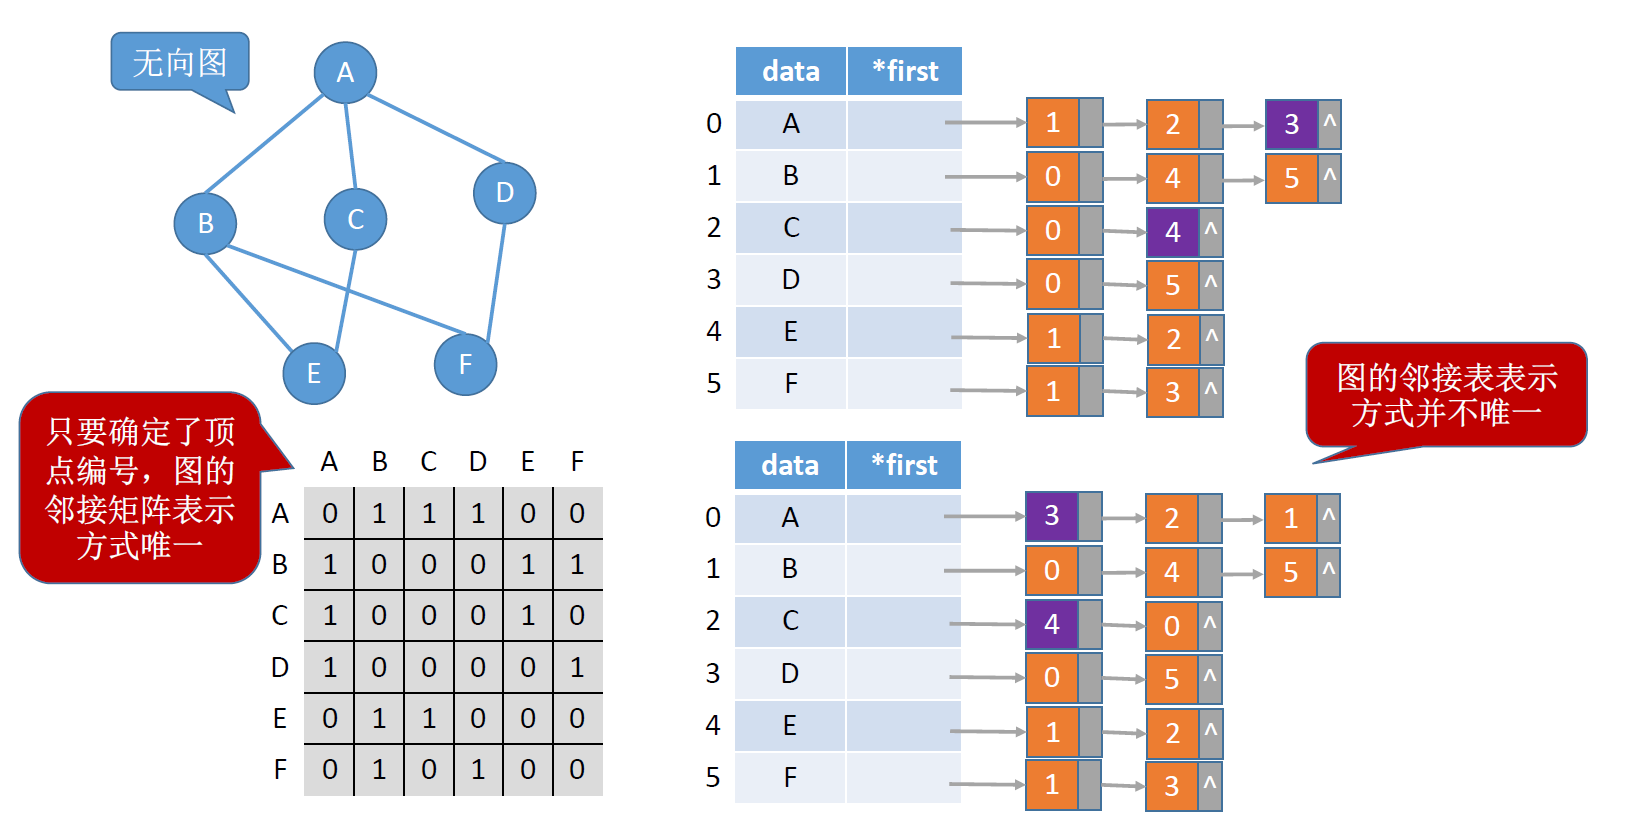 无向图
A
B
C
D
E
F
只要确定了顶
点编号，图的
邻接矩阵表示
方式唯一
A B C D E F
A 0 1 1 1 0 0
B 1 0 0 0 1 1
C 1 0 0 0 1 0
D 1 0 0 0 0 1
E 0 1 1 0 0 0
F 0 1 0 1 0 0
data *first
0 A 1 2 3 ^
1 B 0 4 5 ^
2 C 0 4 ^
3 D 0 5 ^
4 E 1 2 ^
5 F 1 3 ^
图的邻接表表示
方式并不唯一
data *first
0 A 3 2 1 ^
1 B 0 4 5 ^
2 C 4 0 ^
3 D 0 5 ^
4 E 1 2 ^
5 F 1 3 ^